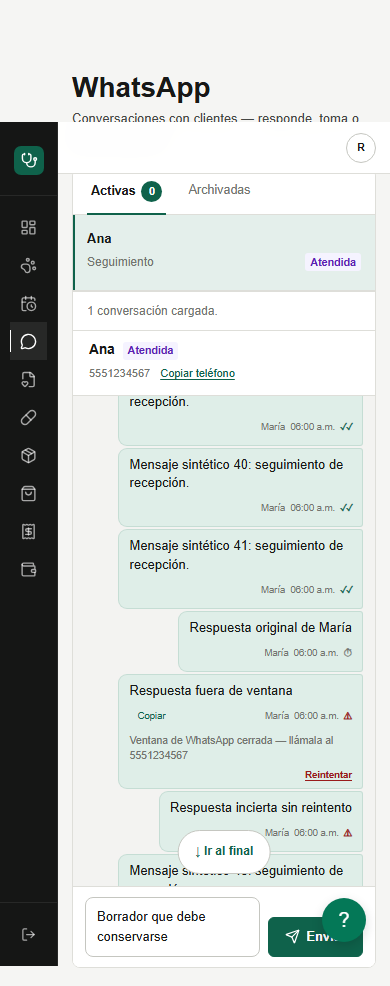 WhatsApp
Conversaciones con clientes — responde, toma o
R
Activas 0 Archivadas
Ana
Seguimiento Atendida
1 conversación cargada.
Ana Atendida
5551234567 Copiar teléfono
recepción.
María 06:00 a.m.
Mensaje sintético 40: seguimiento de
recepción.
María 06:00 a.m.
Mensaje sintético 41: seguimiento de
recepción.
María 06:00 a.m.
Respuesta original de María
María 06:00 a.m.
Respuesta fuera de ventana
Copiar María 06:00 a.m.
Ventana de WhatsApp cerrada — llámala al
5551234567
Reintentar
Respuesta incierta sin reintento
María 06:00 a.m.
↓ Ir al final
Mensaje seguimiento de
Borrador que debe
conservarse
?